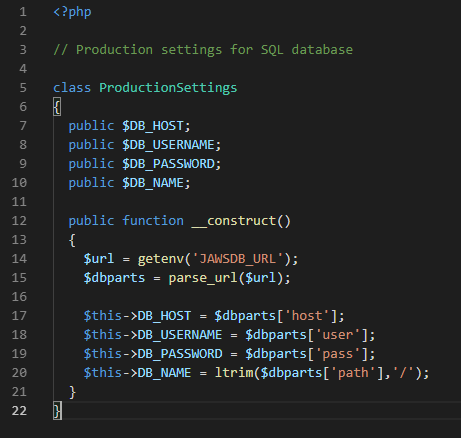 1 <?php
2
3 // Production settings for SQL database
4
5 class ProductionSettings
6 {
7   public $DB_HOST;
8   public $DB_USERNAME;
9   public $DB_PASSWORD;
10   public $DB_NAME;
11
12   public function __construct()
13   {
14     $url = getenv('JAWSDB_URL');
15     $dbparts = parse_url($url);
16
17     $this->DB_HOST = $dbparts['host'];
18     $this->DB_USERNAME = $dbparts['user'];
19     $this->DB_PASSWORD = $dbparts['pass'];
20     $this->DB_NAME = ltrim($dbparts['path'],'/');
21   }
22 }